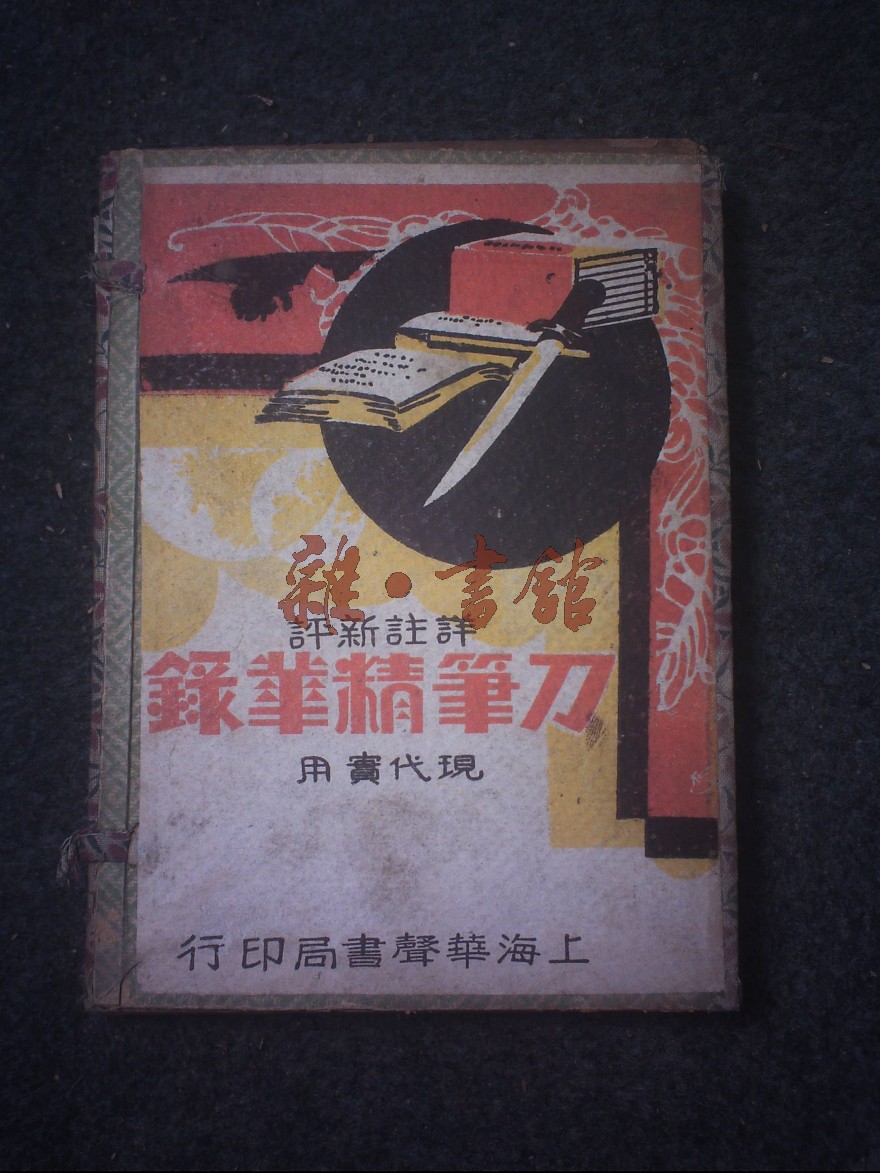 雜·書館
詳註新評
刀筆精華錄
現代實用
上海華聲書局印行